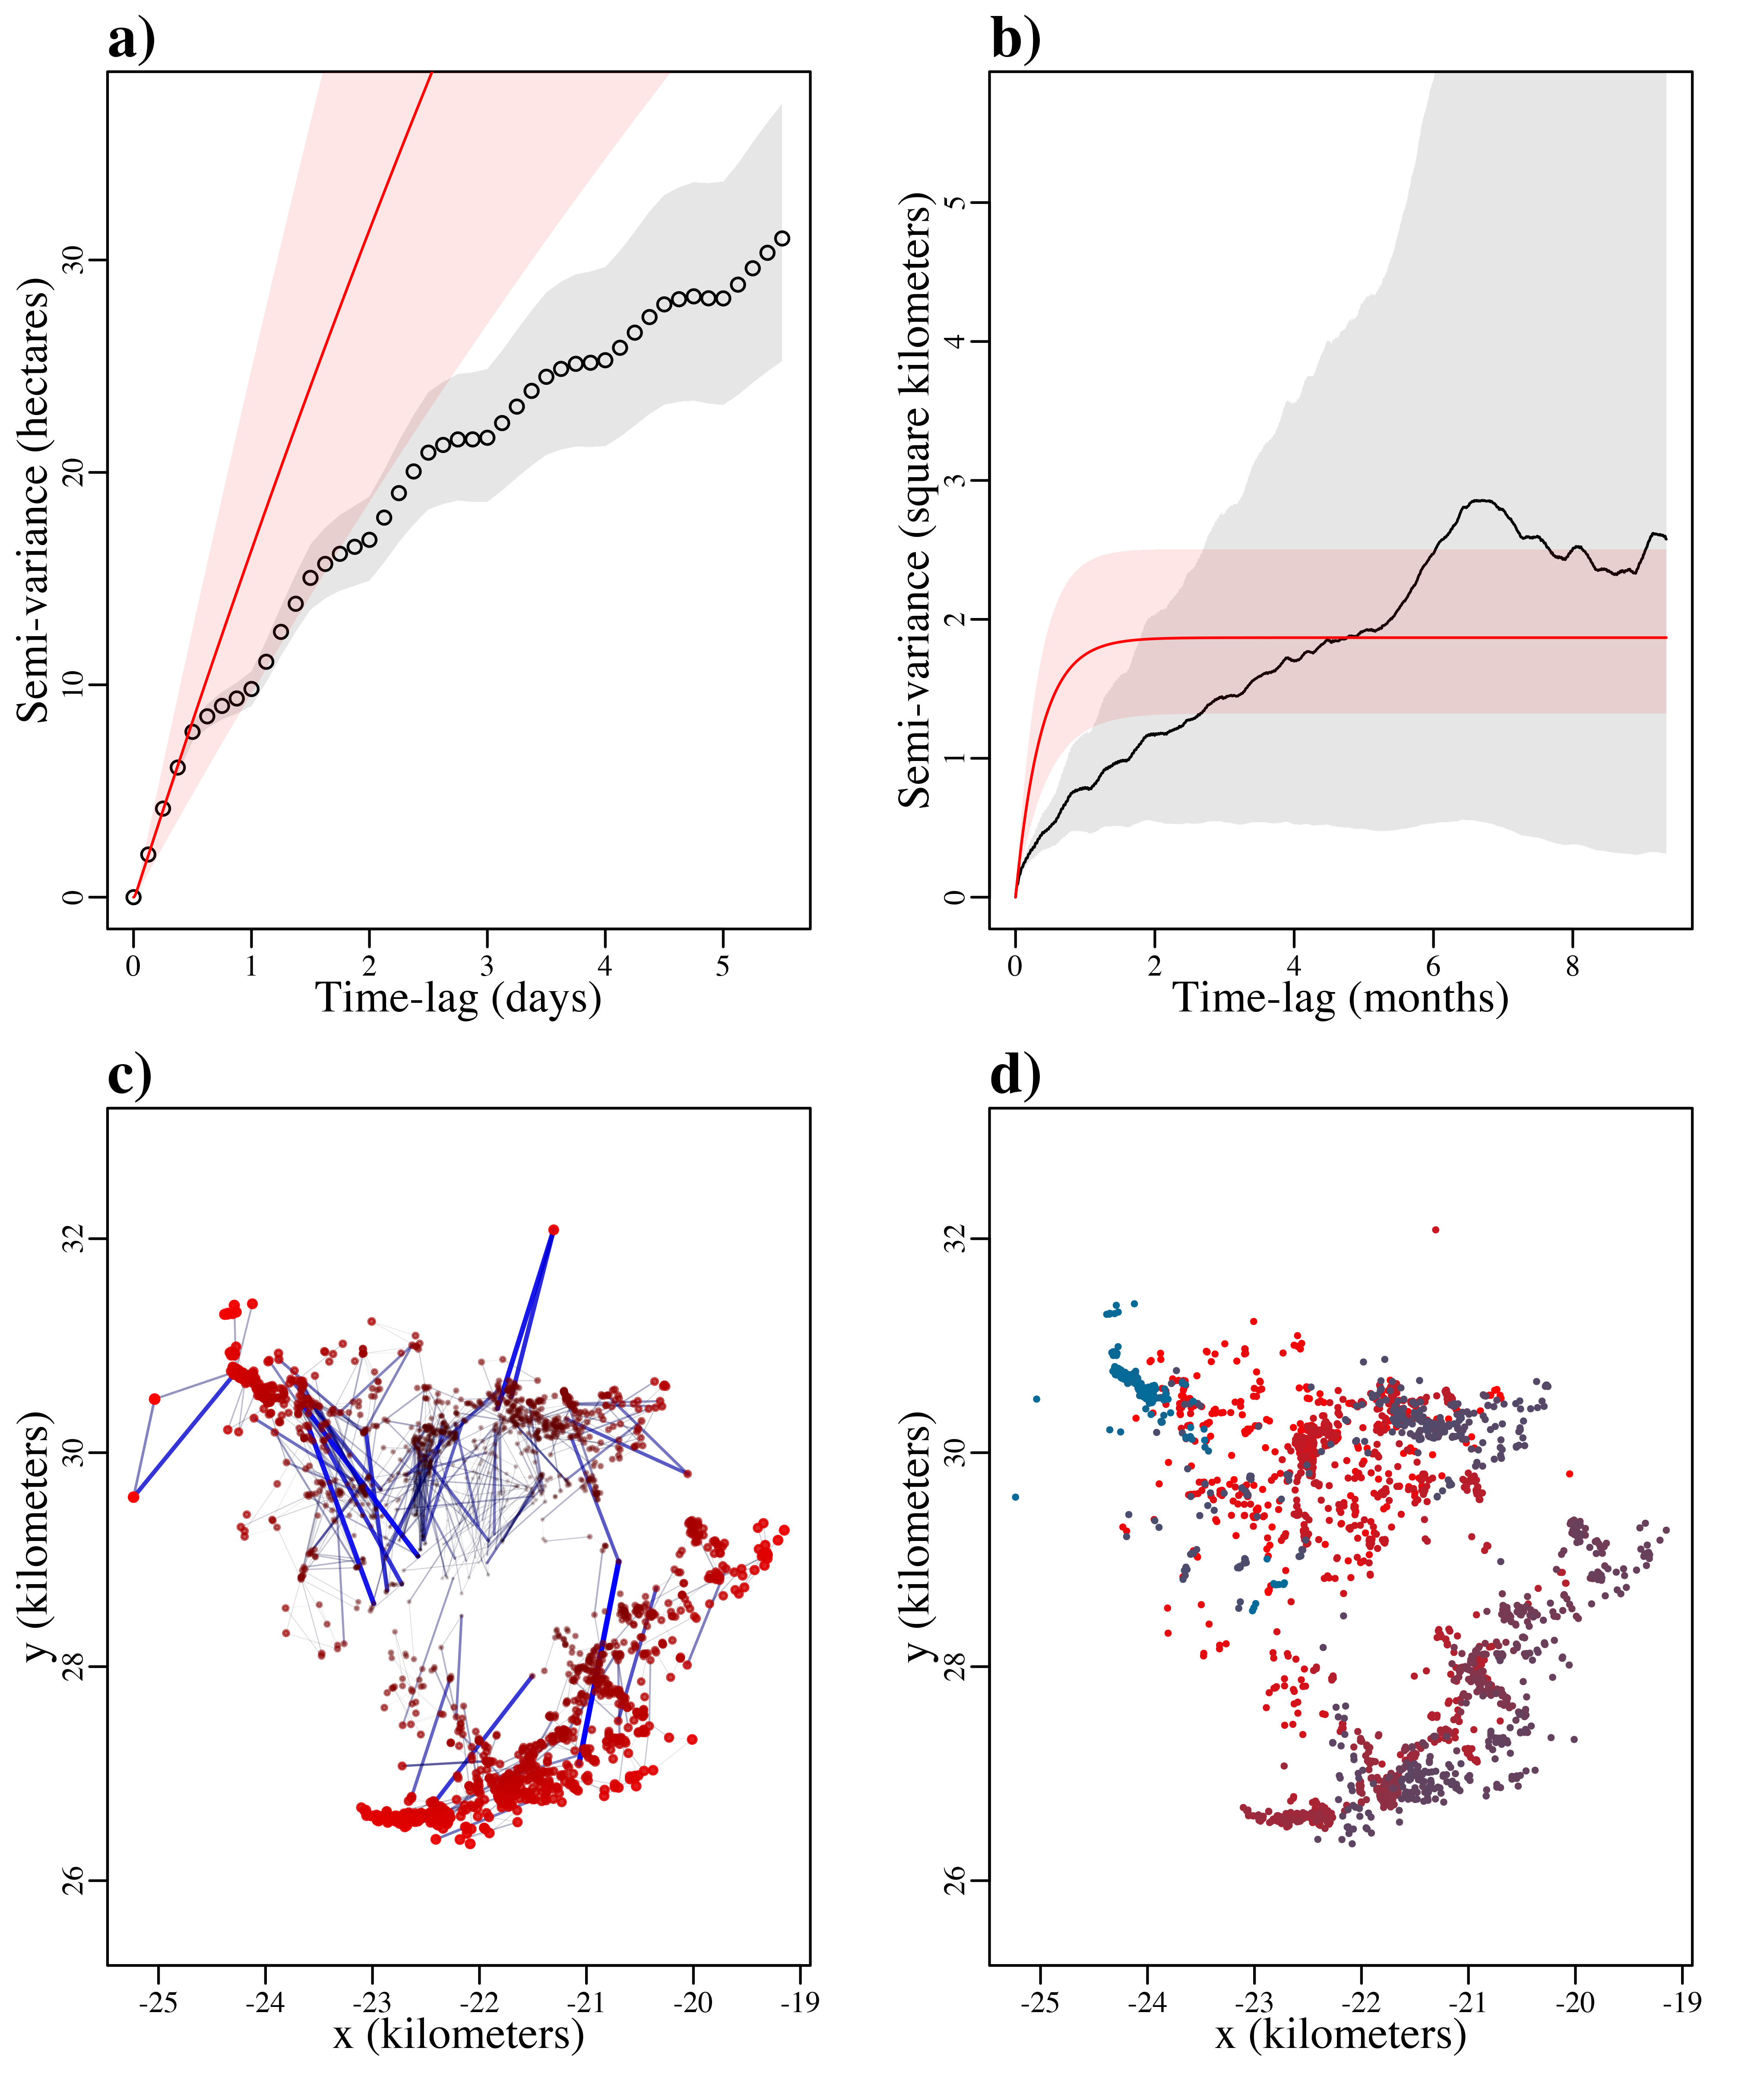 a)
Semi-variance (hectares)
30
20
10
0
0 1 2 3 4 5
Time-lag (days)
b)
Semi-variance (square kilometers)
5
4
3
2
1
0
0 2 4 6 8
Time-lag (months)
c)
y (kilometers)
32
30
28
26
-25 -24 -23 -22 -21 -20 -19
x (kilometers)
d)
y (kilometers)
32
30
28
26
-25 -24 -23 -22 -21 -20 -19
x (kilometers)